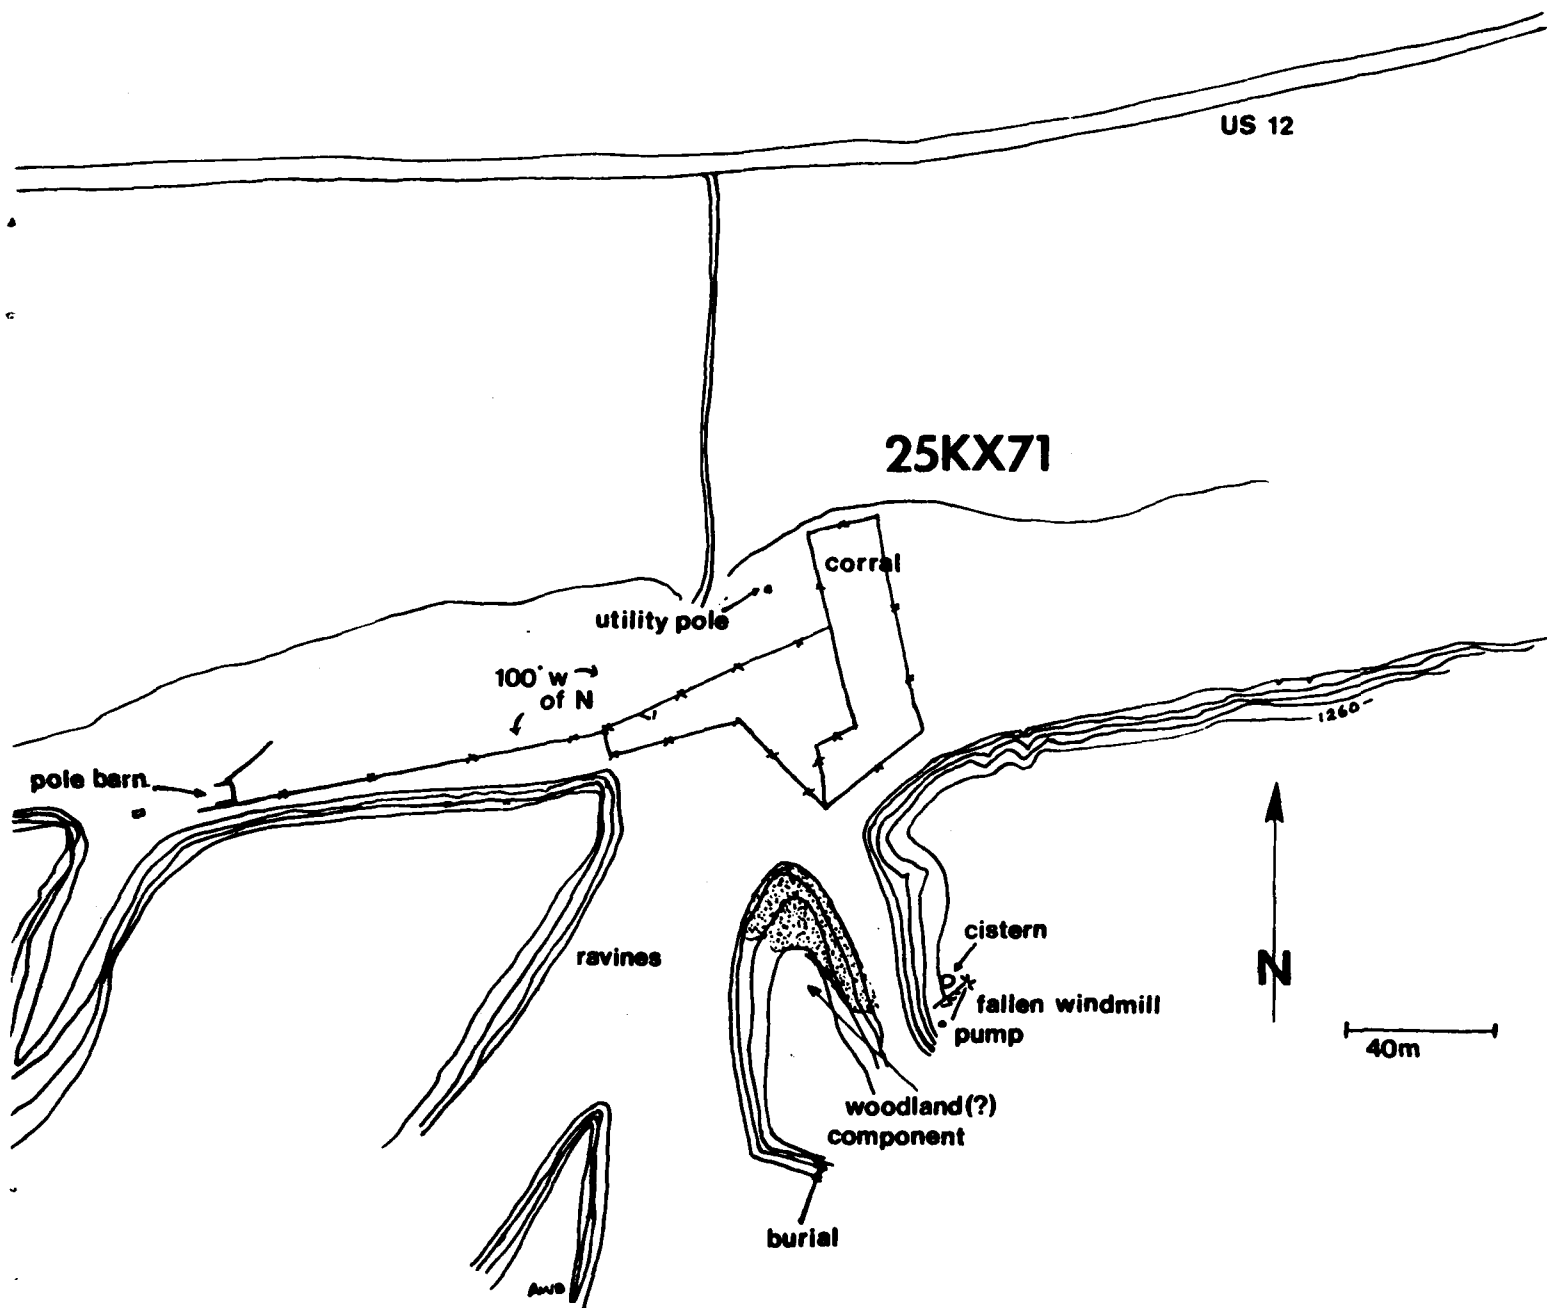 US 12
25KX71
corral
utility pole
100° w
of N
1260
pole barn
cistern
ravines
N
fallen windmill
pump
40m
woodland(?)
component
burial
AWB